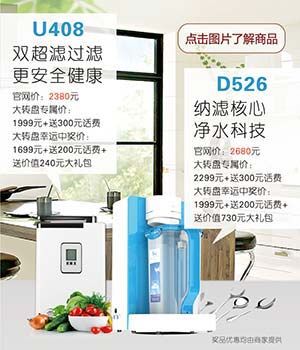 U408
双超滤过滤
更安全健康
官网价：2380元
大转盘专属价：
1999元+送300元话费
大转盘幸运中奖价：
1699元+送200元话费+
送价值240元大礼包
点击图片了解商品
D526
纳滤核心
净水科技
官网价：2680元
大转盘专属价：
2299元+送300元话费
大转盘幸运中奖价：
1999元+送200元话费+
送价值730元大礼包
奖品优惠均由商家提供